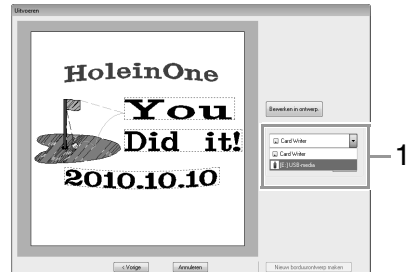 Uitvoeren
HoleinOne
You
Did it!
2010.10.10
Bewerken in ontwerp.
Card Writer
Card Writer
[E:] USB-media
1
< Vorige
Annuleren
Nieuw borduurontwerp maken